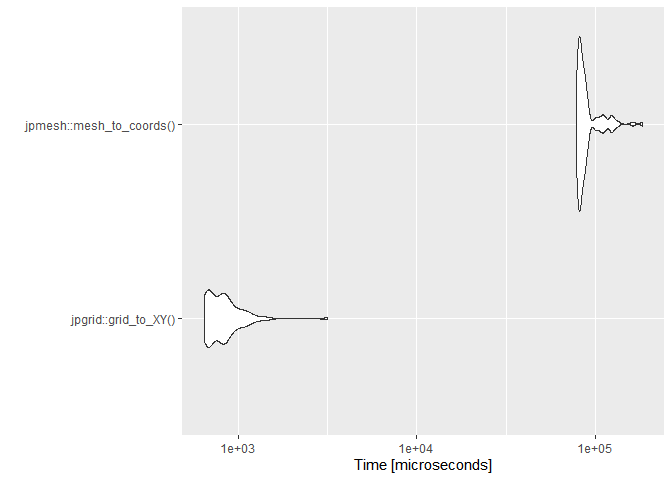 jpmesh::mesh_to_coords()
jpgrid::grid_to_XY()
1e+03 1e+04 1e+05
Time [microseconds]